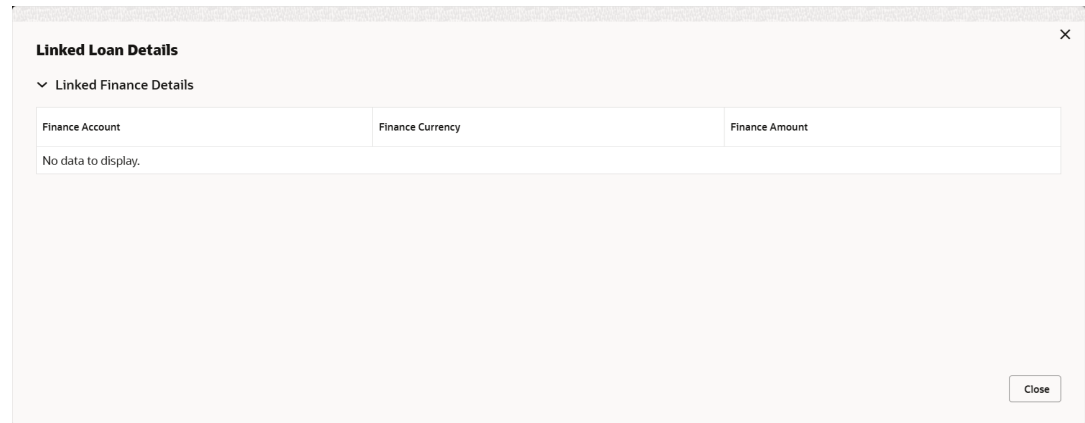 Linked Loan Details
Linked Finance Details
Finance Account Finance Currency Finance Amount
No data to display.
Close